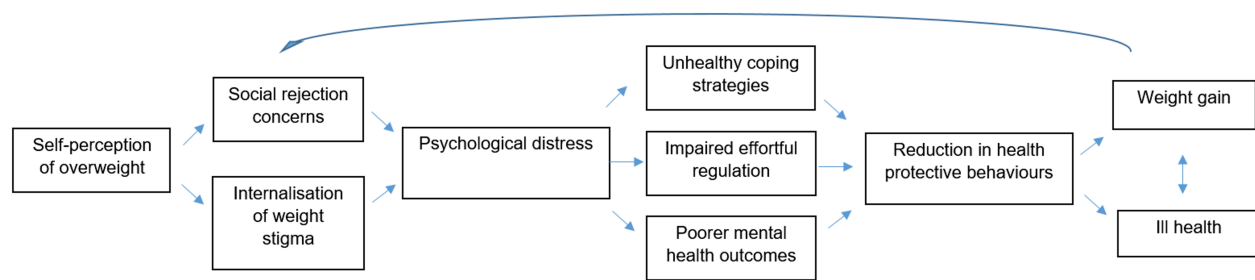 Self-perception
of overweight
Social rejection
concerns
Internalisation
of weight
stigma
Psychological distress
Unhealthy coping
strategies
Impaired effortful
regulation
Poorer mental
health outcomes
Reduction in health
protective behaviours
Weight gain
Ill health